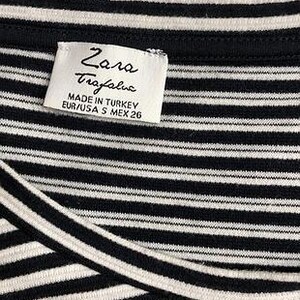 Zara
Trafaluc
MADE IN TURKEY
EUR/USA S MEX 26